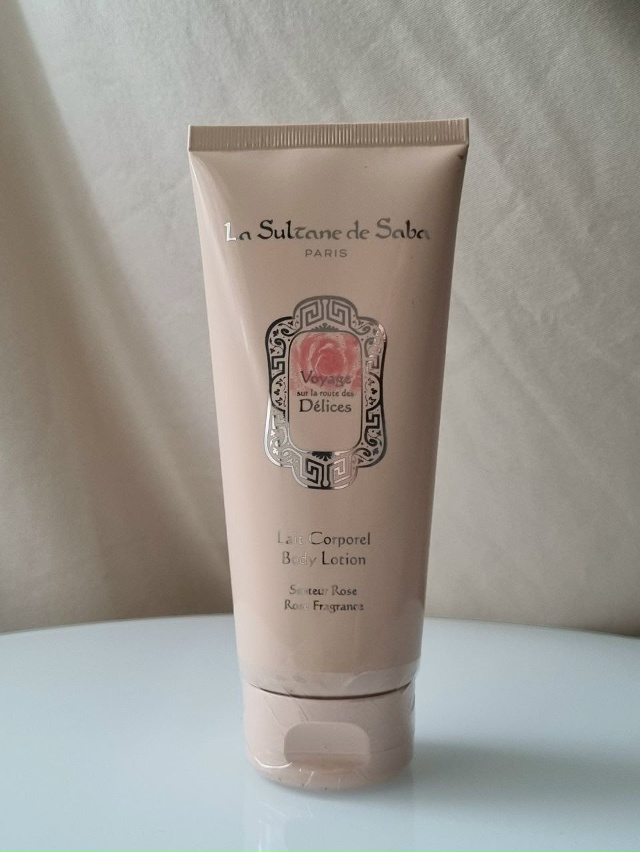 La Sultane de Saba
PARIS
Voyage
sur la route des
Délices
Lait Corporel
Body Lotion
Senteur Rose
Rose Fragrance